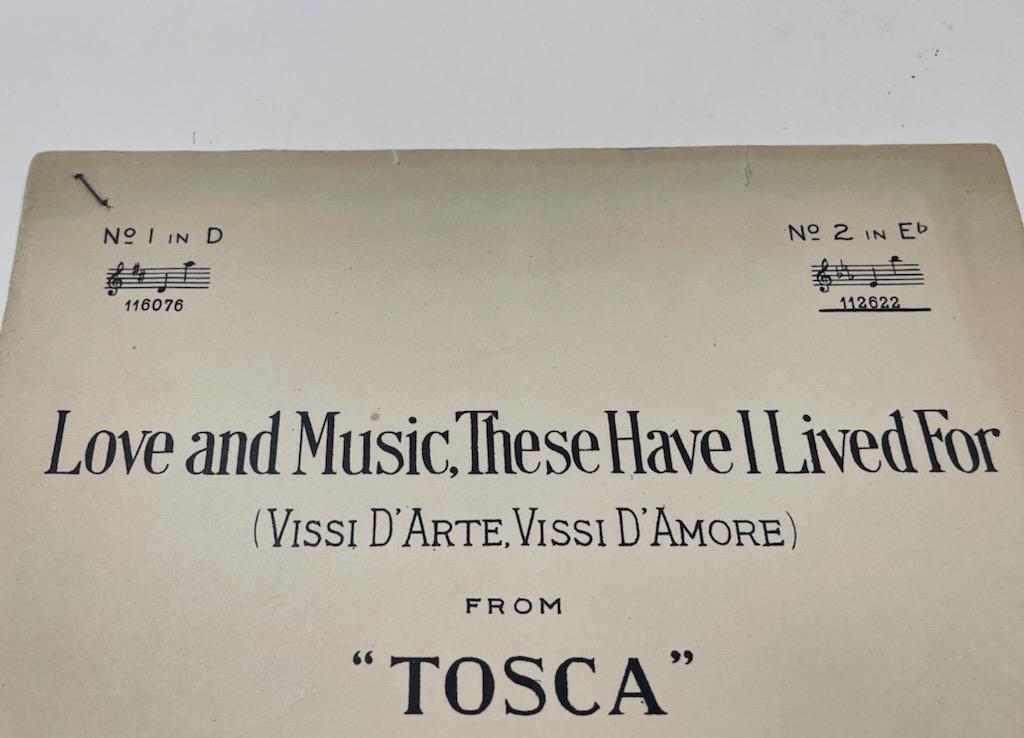 Nº 1 IN D
116076
Nº 2 IN E♭
112622
Love and Music, These Have I Lived For
(VISSI D'ARTE, VISSI D'AMORE)
FROM
“TOSCA”